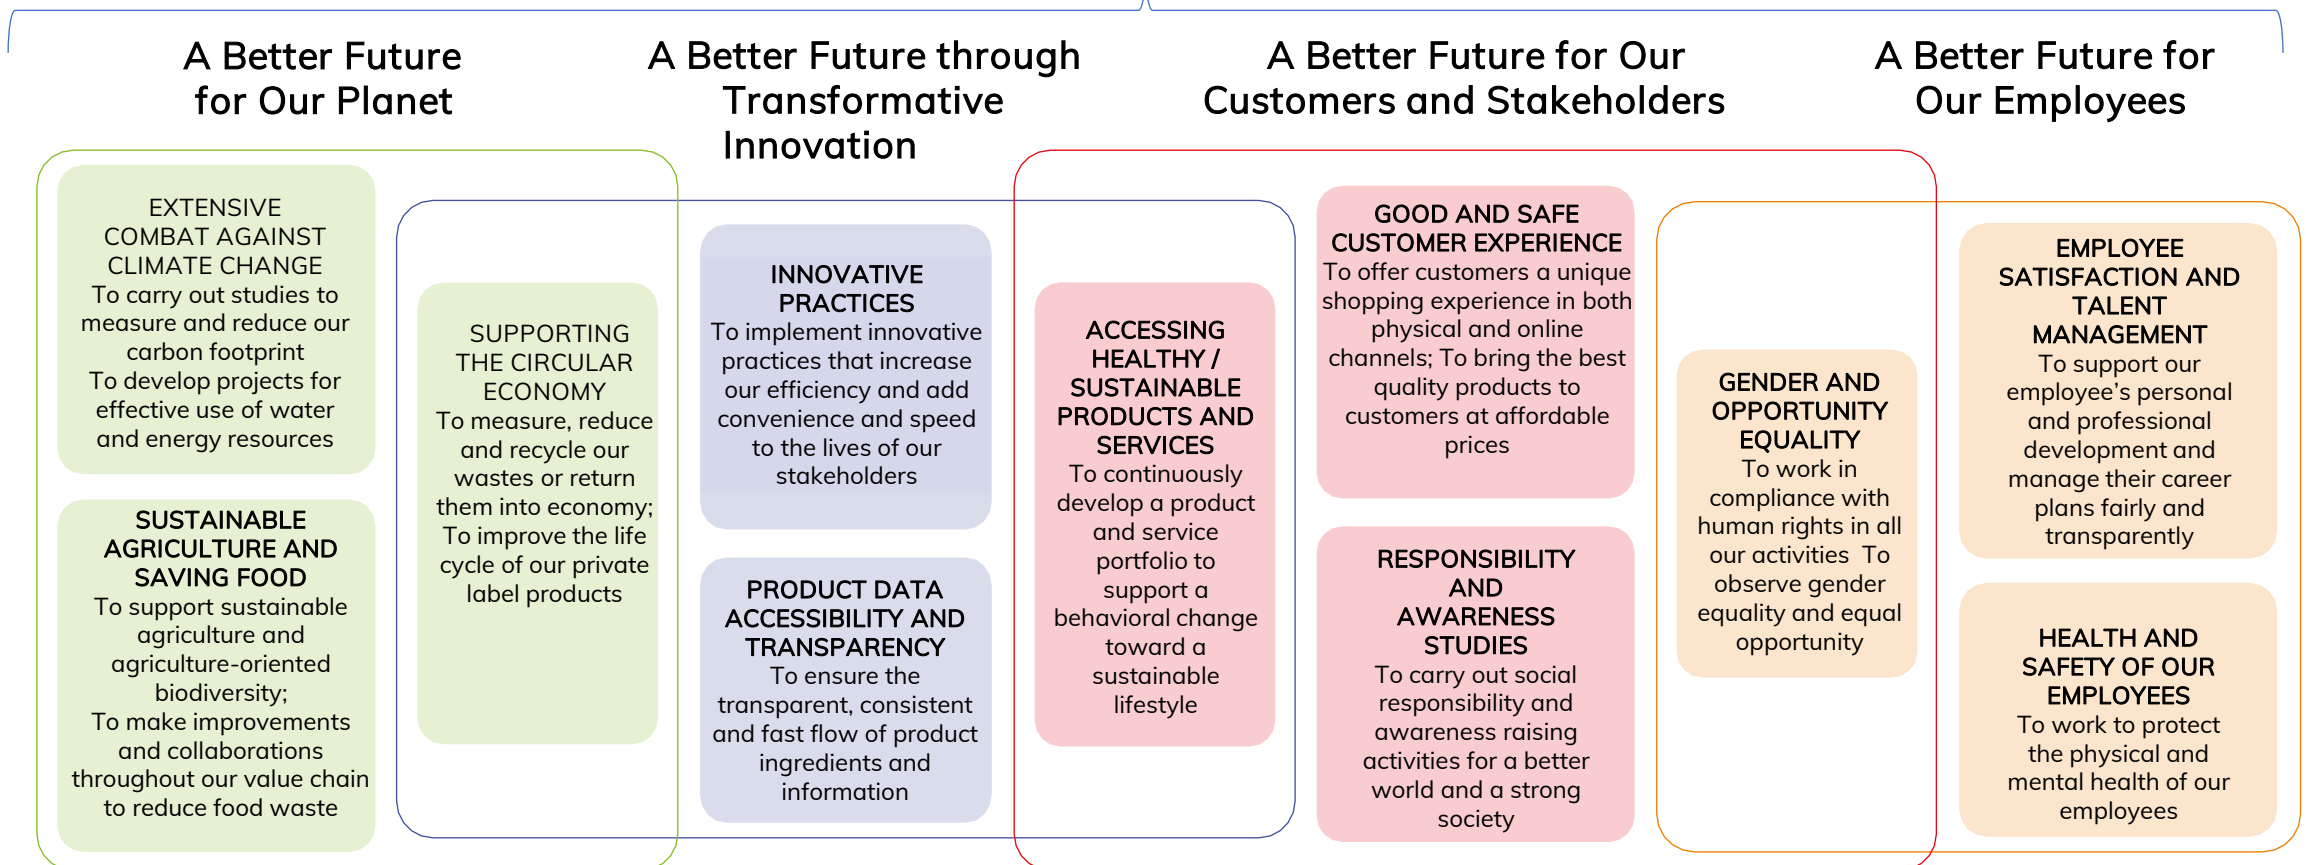 A Better Future
for Our Planet
A Better Future through
Transformative
Innovation
A Better Future for Our
Customers and Stakeholders
A Better Future for
Our Employees
EXTENSIVE
COMBAT AGAINST
CLIMATE CHANGE
To carry out studies to
measure and reduce our
carbon footprint
To develop projects for
effective use of water
and energy resources
SUSTAINABLE
AGRICULTURE AND
SAVING FOOD
To support sustainable
agriculture and
agriculture-oriented
biodiversity;
To make improvements
and collaborations
throughout our value chain
to reduce food waste
SUPPORTING
THE CIRCULAR
ECONOMY
To measure, reduce
and recycle our
wastes or return
them into economy;
To improve the life
cycle of our private
label products
INNOVATIVE
PRACTICES
To implement innovative
practices that increase
our efficiency and add
convenience and speed
to the lives of our
stakeholders
PRODUCT DATA
ACCESSIBILITY AND
TRANSPARENCY
To ensure the
transparent, consistent
and fast flow of product
ingredients and
information
ACCESSING
HEALTHY /
SUSTAINABLE
PRODUCTS AND
SERVICES
To continuously
develop a product
and service
portfolio to
support a
behavioral change
toward a
sustainable
lifestyle
GOOD AND SAFE
CUSTOMER EXPERIENCE
To offer customers a unique
shopping experience in both
physical and online
channels; To bring the best
quality products to
customers at affordable
prices
RESPONSIBILITY
AND
AWARENESS
STUDIES
To carry out social
responsibility and
awareness raising
activities for a better
world and a strong
society
GENDER AND
OPPORTUNITY
EQUALITY
To work in
compliance with
human rights in all
our activities  To
observe gender
equality and equal
opportunity
EMPLOYEE
SATISFACTION AND
TALENT
MANAGEMENT
To support our
employee’s personal
and professional
development and
manage their career
plans fairly and
transparently
HEALTH AND
SAFETY OF OUR
EMPLOYEES
To work to protect
the physical and
mental health of our
employees